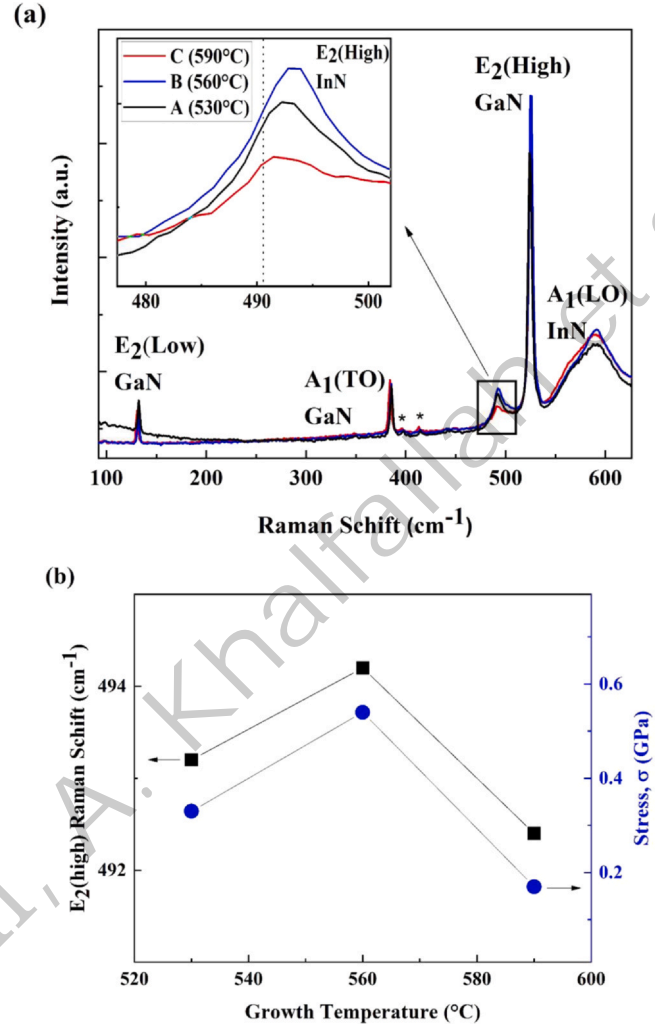 (a)
C (590°C)
B (560°C)
A (530°C)
E2(High)
InN
480
490
500
E2(High)
GaN
A1(LO)
InN
E2(Low)
GaN
A1(TO)
GaN
*
*
Intensity (a.u.)
100
200
300
400
500
600
Raman Schift (cm-1)
(b)
494
492
E2(high) Raman Schift (cm-1)
0.6
0.4
0.2
Stress, σ (GPa)
520
540
560
580
600
Growth Temperature (°C)
A. Khalfallah et